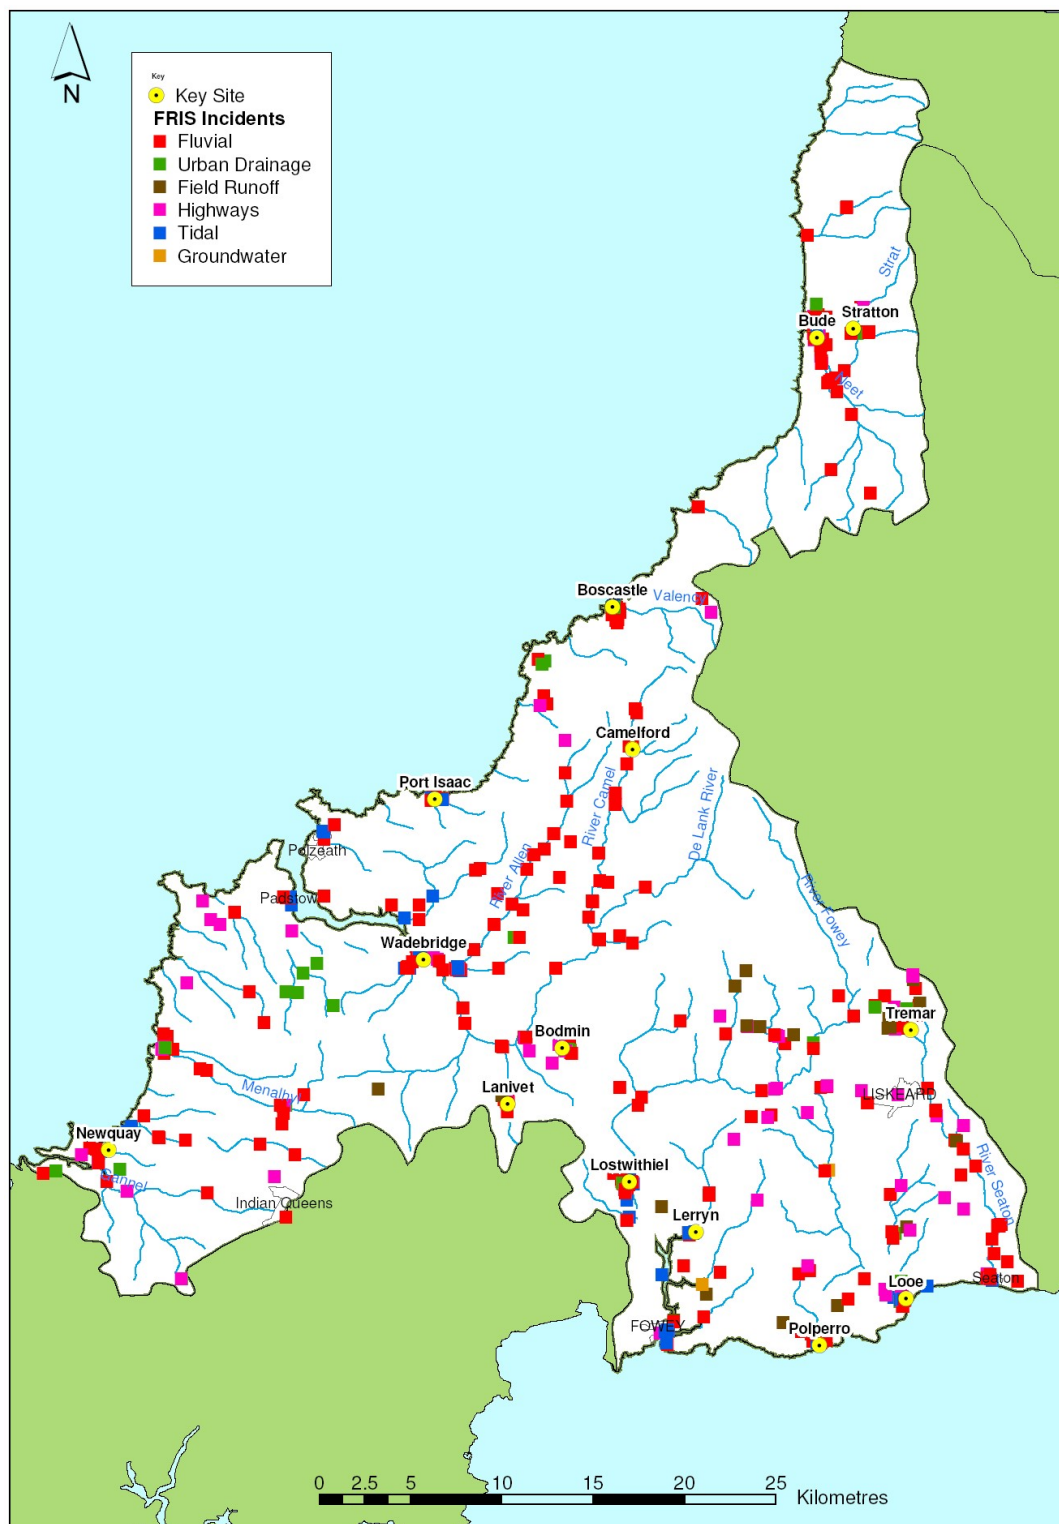 N
Key
Key Site
FRIS Incidents
Fluvial
Urban Drainage
Field Runoff
Highways
Tidal
Groundwater
Strat
Stratton
Bude
Neet
Boscastle
Valency
Camelford
Port Isaac
River Camel
De Lank River
Polzeath
River Allen
River Fowey
Padstow
Wadebridge
Tremar
Bodmin
Lanivet
LISKEARD
Menalhyl
Newquay
Gannel
Lostwithiel
River Seaton
Indian Queens
Lerryn
Seaton
Looe
FOWEY
Polperro
0 2.5 5 10 15 20 25
Kilometres